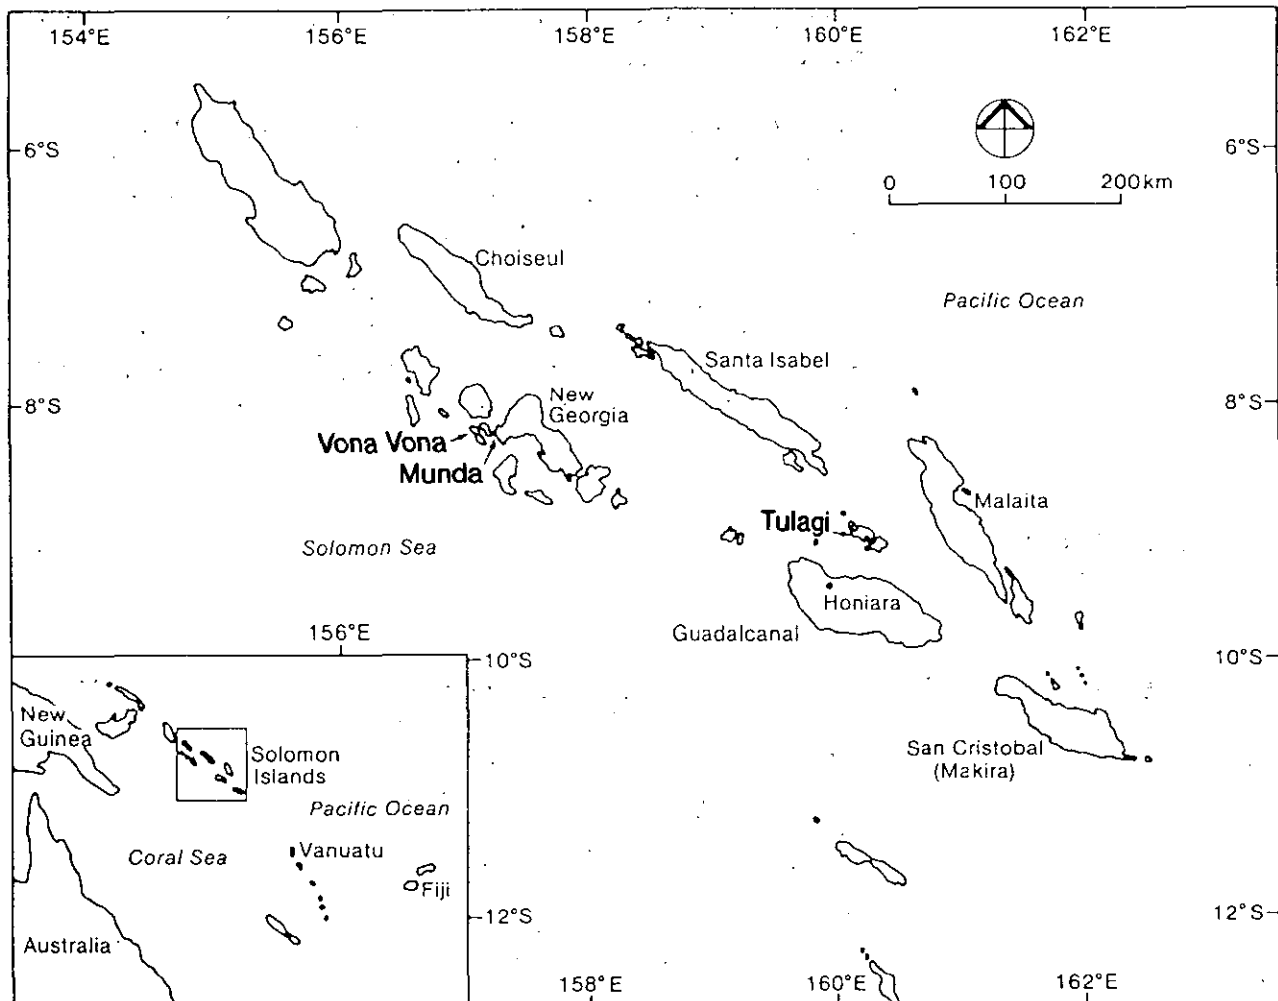 154°E 156°E 158°E 160°E 162°E
6°S 6°S
0 100 200km
Choiseul
Pacific Ocean
Santa Isabel
New
Georgia
8°S 8°S
Vona Vona
Munda
Malaita
Tulagi
Solomon Sea
Honiara
Guadalcanal
156°E
10°S 10°S
New
Guinea
Solomon
Islands
San Cristobal
(Makira)
Pacific Ocean
Coral Sea
Vanuatu
Fiji
12°S 12°S
Australia
158°E 160°E 162°E